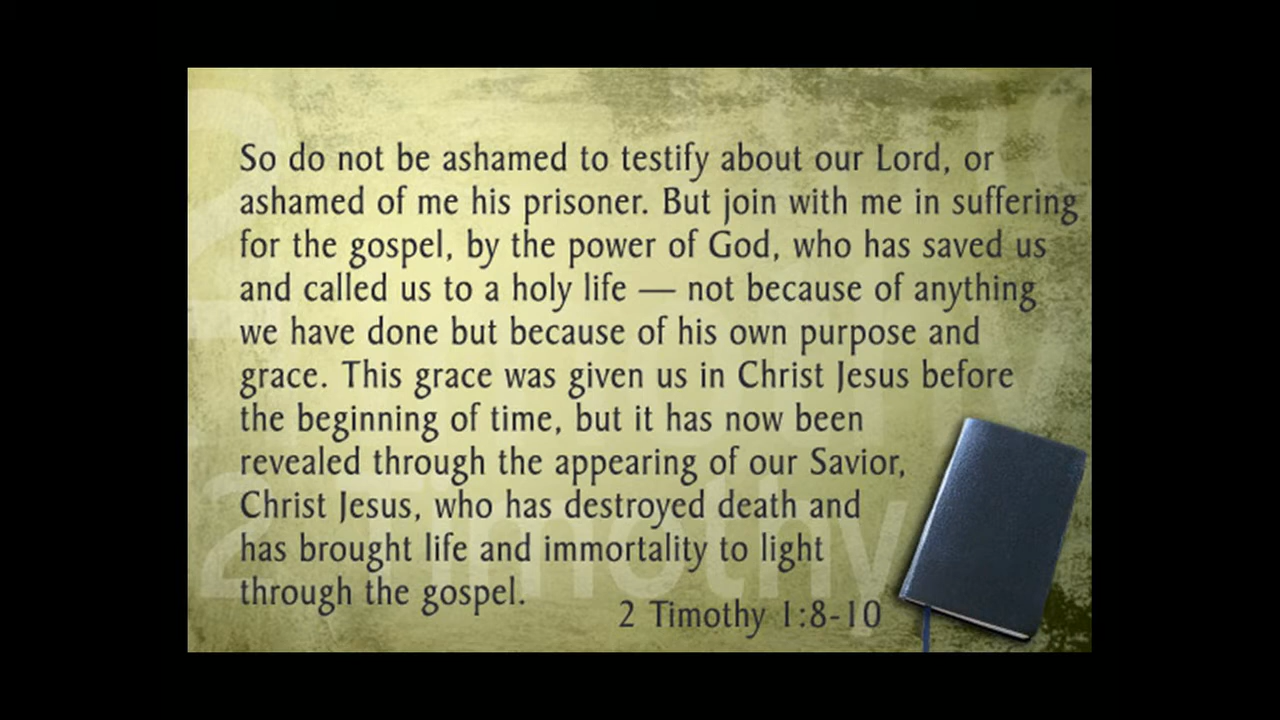 So do not be ashamed to testify about our Lord, or
ashamed of me his prisoner. But join with me in suffering
for the gospel, by the power of God, who has saved us
and called us to a holy life — not because of anything
we have done but because of his own purpose and
grace. This grace was given us in Christ Jesus before
the beginning of time, but it has now been
revealed through the appearing of our Savior,
Christ Jesus, who has destroyed death and
has brought life and immortality to light
through the gospel.
2 Timothy 1:8-10
2 Timothy